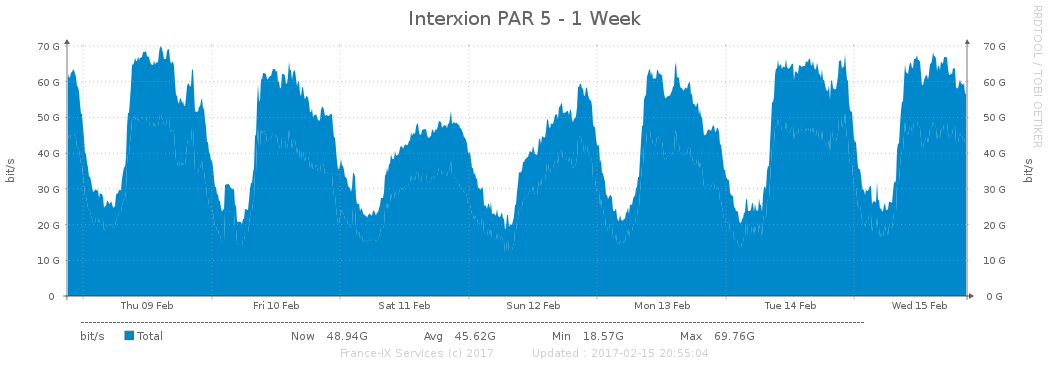 Interxion PAR 5 - 1 Week
RRDTOOL / TOBI OETIKER
70 G 70 G
60 G 60 G
50 G 50 G
40 G 40 G
30 G 30 G
20 G 20 G
10 G 10 G
0 0 G
bit/s
bit/s
Thu 09 Feb Fri 10 Feb Sat 11 Feb Sun 12 Feb Mon 13 Feb Tue 14 Feb Wed 15 Feb
bit/s Total Now 48.94G Avg 45.62G Min 18.57G Max 69.76G
France-IX Services (c) 2017 Updated : 2017-02-15 20:55:04